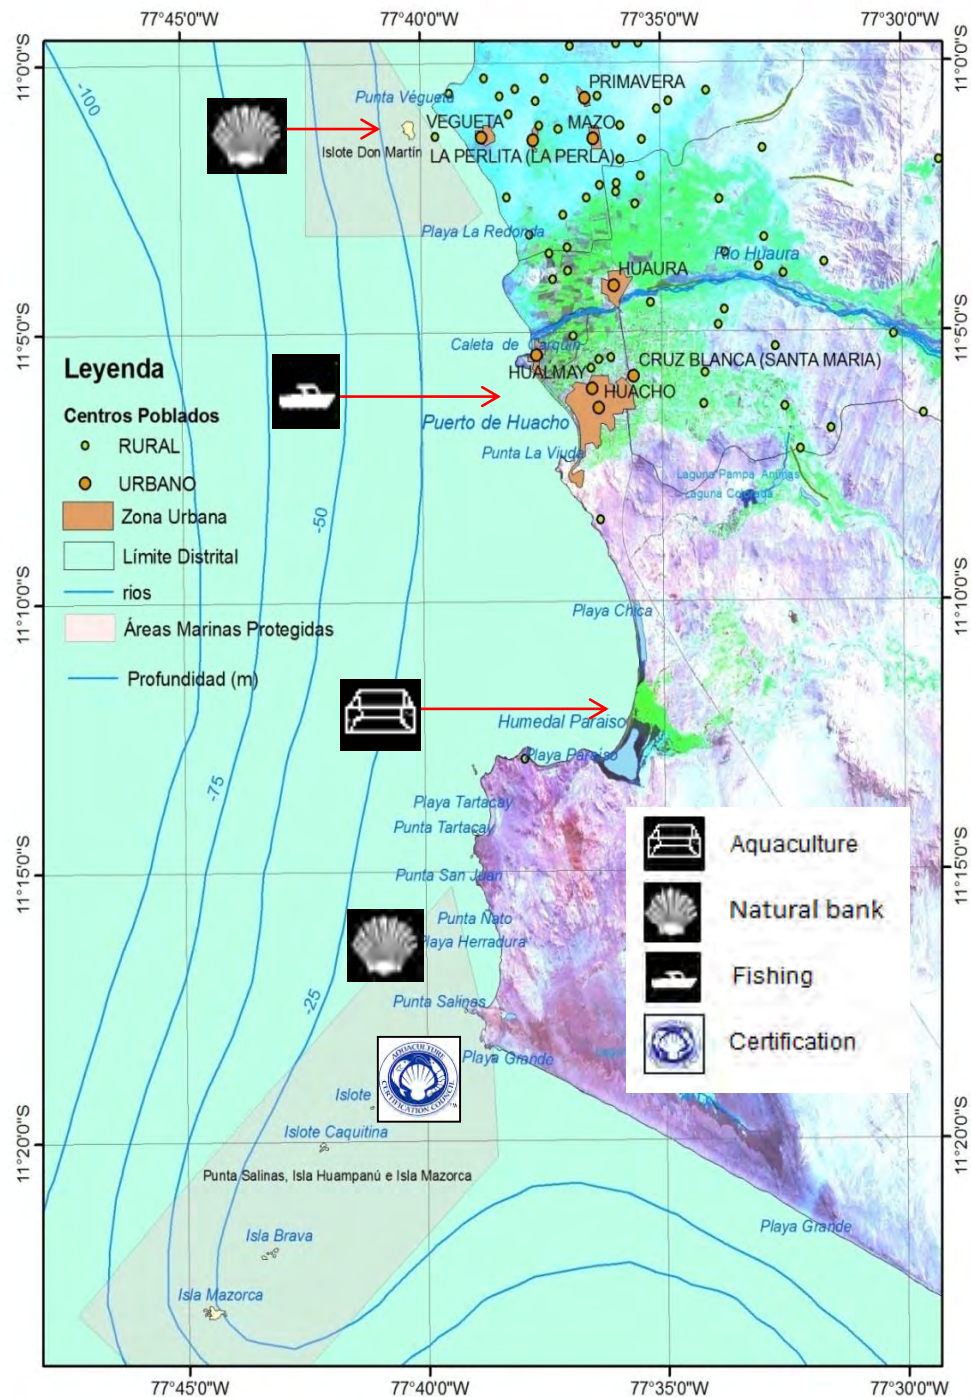 77°45'0"W
77°40'0"W
77°35'0"W
77°30'0"W
11°0'0"S
11°0'0"S
-100
PRIMAVERA
Punta Végueta
VEGUETA
MAZO
Islote Don Martín
LA PERLITA (LA PERLA)
Playa La Redonda
Río Huaura
HUAURA
11°5'0"S
11°5'0"S
Caleta de Carquin
CRUZ BLANCA (SANTA MARIA)
HUALMAY
HUACHO
Puerto de Huacho
Punta La Viuda
Laguna Pampa Animas
Laguna Colorada
Leyenda
Centros Poblados
RURAL
URBANO
Zona Urbana
Límite Distrital
rios
Áreas Marinas Protegidas
Profundidad (m)
-50
11°10'0"S
11°10'0"S
Playa Chica
Humedal Paraiso
Playa Paraíso
-75
Playa Tartacay
Punta Tartacay
11°15'0"S
11°15'0"S
Punta San Juan
Punta Ñato
Playa Herradura
-25
Punta Salinas
Playa Grande
Aquaculture
Natural bank
Fishing
Certification
AQUACULTURE
CERTIFICATION COUNCIL
TM
Islote
Islote Caquitina
11°20'0"S
11°20'0"S
Punta Salinas, Isla Huampanú e Isla Mazorca
Playa Grande
Isla Brava
Isla Mazorca
77°45'0"W
77°40'0"W
77°35'0"W
77°30'0"W